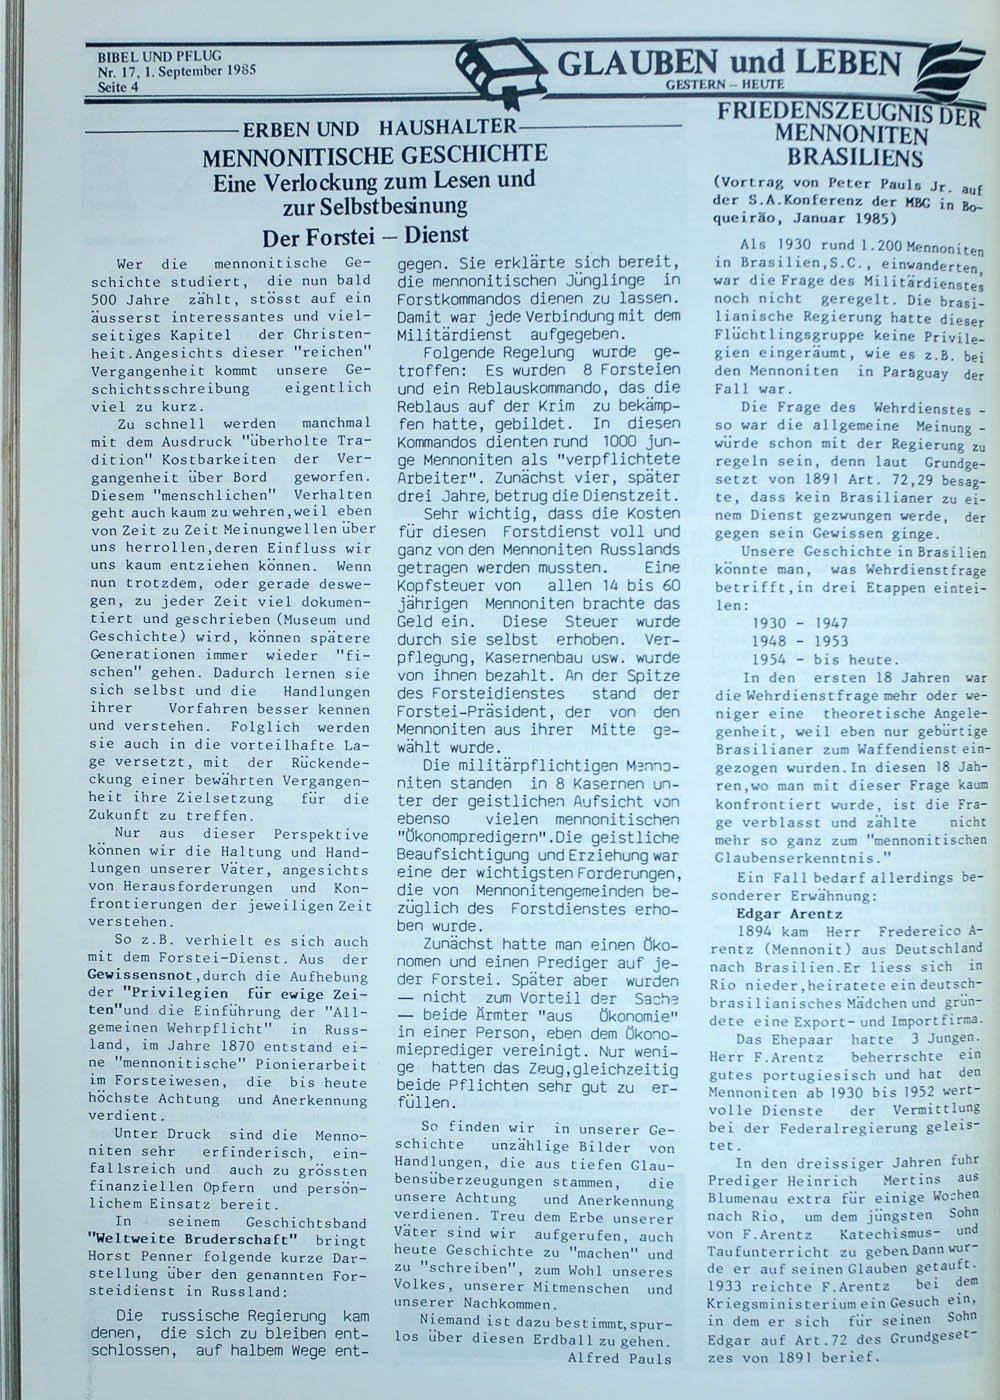 BIBEL UND PFLUG
Nr. 17, 1. September 1985
Seite 4
GLAUBEN und LEBEN
GESTERN – HEUTE
ERBEN UND HAUSHALTER
MENNONITISCHE GESCHICHTE
Eine Verlockung zum Lesen und
zur Selbstbesinung
Der Forstei – Dienst
Wer die mennonitische Ge-
schichte studiert, die nun bald
500 Jahre zählt, stösst auf ein
äusserst interessantes und viel-
seitiges Kapitel der Christen-
heit.Angesichts dieser "reichen"
Vergangenheit kommt unsere Ge-
schichtsschreibung eigentlich
viel zu kurz.
Zu schnell werden manchmal
mit dem Ausdruck "überholte Tra-
dition" Kostbarkeiten der Ver-
gangenheit über Bord geworfen.
Diesem "menschlichen" Verhalten
geht auch kaum zu wehren,weil eben
von Zeit zu Zeit Meinungwellen über
uns herrollen,deren Einfluss wir
uns kaum entziehen können. Wenn
nun trotzdem, oder gerade deswe-
gen, zu jeder Zeit viel dokumen-
tiert und geschrieben (Museum und
Geschichte) wird, können spätere
Generationen immer wieder "fi-
schen" gehen. Dadurch lernen sie
sich selbst und die Handlungen
ihrer Vorfahren besser kennen
und verstehen. Folglich werden
sie auch in die vorteilhafte La-
ge versetzt, mit der Rückende-
ckung einer bewährten Vergangen-
heit ihre Zielsetzung für die
Zukunft zu treffen.
Nur aus dieser Perspektive
können wir die Haltung und Hand-
lungen unserer Väter, angesichts
von Herausforderungen und Kon-
frontierungen der jeweiligen Zeit
verstehen.
So z.B. verhielt es sich auch
mit dem Forstei-Dienst. Aus der
Gewissensnot,durch die Aufhebung
der "Privilegien für ewige Zei-
ten"und die Einführung der "All-
gemeinen Wehrpflicht" in Russ-
land, im Jahre 1870 entstand ei-
ne "mennonitische" Pionierarbeit
im Forsteiwesen, die bis heute
höchste Achtung und Anerkennung
verdient.
Unter Druck sind die Menno-
niten sehr erfinderisch, ein-
fallsreich und auch zu grössten
finanziellen Opfern und persön-
lichem Einsatz bereit.
In seinem Geschichtsband
"Weltweite Bruderschaft" bringt
Horst Penner folgende kurze Dar-
stellung über den genannten For-
steidienst in Russland:
Die russische Regierung kam
denen, die sich zu bleiben ent-
schlossen, auf halbem Wege ent-
gegen. Sie erklärte sich bereit,
die mennonitischen Jünglinge in
Forstkommandos dienen zu lassen.
Damit war jede Verbindung mit dem
Militärdienst aufgegeben.
Folgende Regelung wurde ge-
troffen: Es wurden 8 Forsteien
und ein Reblauskommando, das die
Reblaus auf der Krim zu bekämp-
fen hatte, gebildet. In diesen
Kommandos dienten rund 1000 jun-
ge Mennoniten als "verpflichtete
Arbeiter". Zunächst vier, später
drei Jahre, betrug die Dienstzeit.
Sehr wichtig, dass die Kosten
für diesen Forstdienst voll und
ganz von den Mennoniten Russlands
getragen werden mussten. Eine
Kopfsteuer von allen 14 bis 60
jährigen Mennoniten brachte das
Geld ein. Diese Steuer wurde
durch sie selbst erhoben. Ver-
pflegung, Kasernenbau usw. wurde
von ihnen bezahlt. An der Spitze
des Forsteidienstes stand der
Forstei-Präsident, der von den
Mennoniten aus ihrer Mitte ge-
wählt wurde.
Die militärpflichtigen Menno-
niten standen in 8 Kasernen un-
ter der geistlichen Aufsicht von
ebenso vielen mennonitischen
"Ökonompredigern".Die geistliche
Beaufsichtigung und Erziehung war
eine der wichtigsten Forderungen,
die von Mennonitengemeinden be-
züglich des Forstdienstes erho-
ben wurde.
Zunächst hatte man einen Öko-
nomen und einen Prediger auf je-
der Forstei. Später aber wurden
— nicht zum Vorteil der Sache
— beide Ärmter "aus Ökonomie"
in einer Person, eben dem Ökono-
mieprediger vereinigt. Nur weni-
ge hatten das Zeug,gleichzeitig
beide Pflichten sehr gut zu er-
füllen.
So finden wir in unserer Ge-
schichte unzählige Bilder von
Handlungen, die aus tiefen Glau-
bensüberzeugungen stammen, die
unsere Achtung und Anerkennung
verdienen. Treu dem Erbe unserer
Väter sind wir aufgerufen, auch
heute Geschichte zu "machen" und
zu "schreiben", zum Wohl unseres
Volkes, unserer Mitmenschen und
unserer Nachkommen.
Niemand ist dazu bestimmt,spur-
los über diesen Erdball zu gehen.
Alfred Pauls
FRIEDENSZEUGNIS DER
MENNONITEN
BRASILIENS
(Vortrag von Peter Pauls Jr. auf
der S.A.Konferenz der MBG in Bo-
queirão, Januar 1985)
Als 1930 rund 1.200 Mennoniten
in Brasilien,S.C., einwanderten,
war die Frage des Militärdienstes
noch nicht geregelt. Die brasi-
lianische Regierung hatte dieser
Flüchtlingsgruppe keine Privile-
gien eingeräumt, wie es z.B. bei
den Mennoniten in Paraguay der
Fall war.
Die Frage des Wehrdienstes -
so war die allgemeine Meinung -
würde schon mit der Regierung zu
regeln sein, denn laut Grundge-
setzt von 1891 Art. 72,29 besag-
te, dass kein Brasilianer zu ei-
nem Dienst gezwungen werde, der
gegen sein Gewissen ginge.
Unsere Geschichte in Brasilien
könnte man, was Wehrdienstfrage
betrifft,in drei Etappen eintei-
len:
1930 - 1947
1948 - 1953
1954 - bis heute.
In den ersten 18 Jahren war
die Wehrdienstfrage mehr oder we-
niger eine theoretische Angele-
genheit, weil eben nur gebürtige
Brasilianer zum Waffendienst ein-
gezogen wurden.In diesen 18 Jah-
ren,wo man mit dieser Frage kaum
konfrontiert wurde, ist die Fra-
ge verblasst und zählte nicht
mehr so ganz zum "mennonitischen
Glaubenserkenntnis."
Ein Fall bedarf allerdings be-
sonderer Erwähnung:
Edgar Arentz
1894 kam Herr Fredereico A-
rentz (Mennonit) aus Deutschland
nach Brasilien.Er liess sich in
Rio nieder,heiratete ein deutsch-
brasilianisches Mädchen und grün-
dete eine Export- und Importfirma.
Das Ehepaar hatte 3 Jungen.
Herr F.Arentz beherrschte ein
gutes portugiesisch und hat den
Mennoniten ab 1930 bis 1952 wert-
volle Dienste der Vermittlung
bei der Federalregierung geleis-
tet.
In den dreissiger Jahren fuhr
Prediger Heinrich Mertins aus
Blumenau extra für einige Wochen
nach Rio, um dem jüngsten Sohn
von F.Arentz Katechismus- und
Taufunterricht zu geben.Dann wur-
de er auf seinen Glauben getauft.
1933 reichte F.Arentz bei dem
Kriegsministerium ein Gesuch ein,
in dem er sich für seinen Sohn
Edgar auf Art.72 des Grundgeset-
zes von 1891 berief.